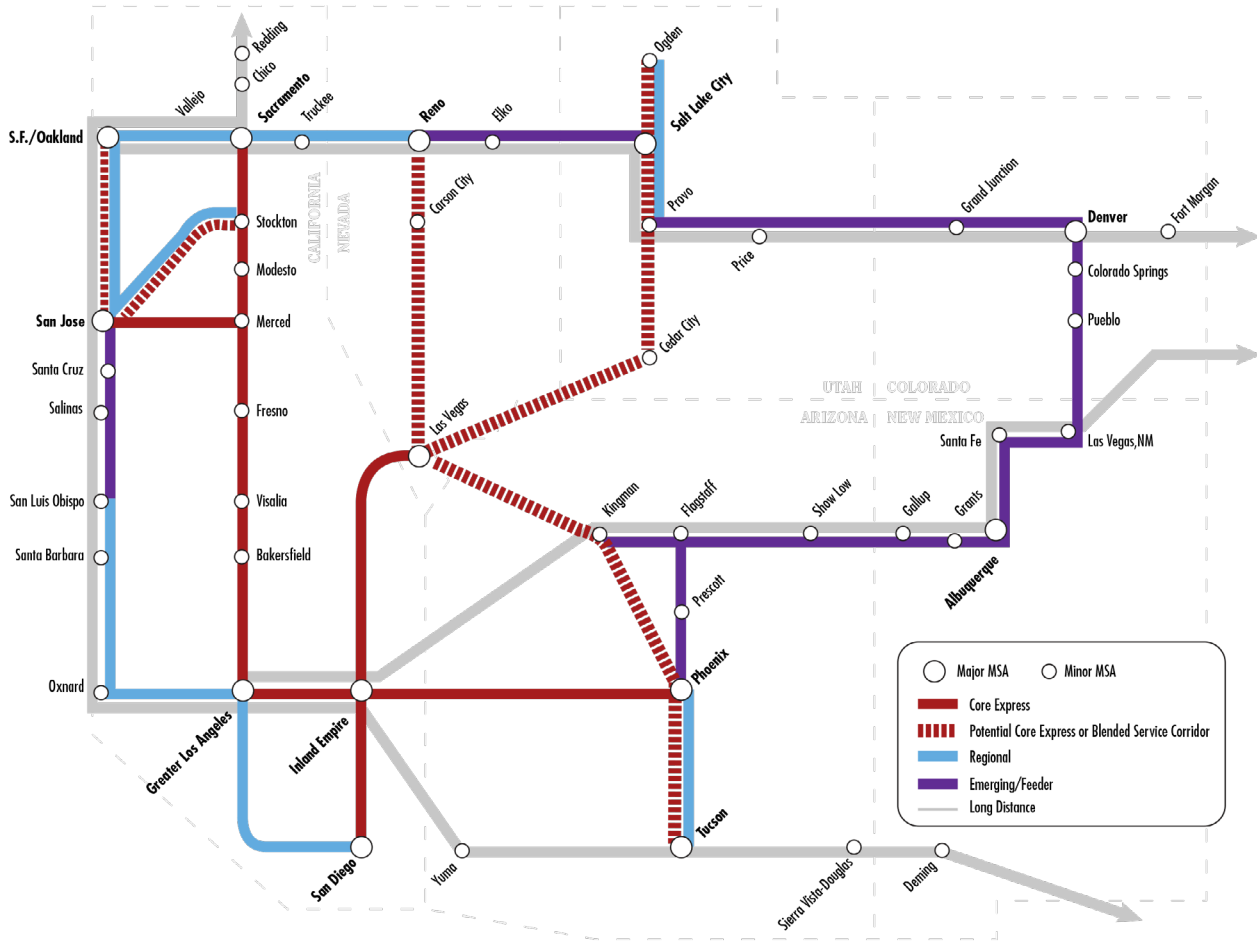 Redding
Chico
Vallejo
Sacramento
Truckee
Reno
Elko
Ogden
Salt Lake City
S.F./Oakland
Carson City
Provo
Grand Junction
Denver
Fort Morgan
CALIFORNIA
NEVADA
Stockton
Price
Modesto
Colorado Springs
San Jose
Merced
Pueblo
Cedar City
Santa Cruz
UTAH
COLORADO
Salinas
Fresno
Las Vegas
ARIZONA
NEW MEXICO
Santa Fe
Las Vegas,NM
San Luis Obispo
Visalia
Kingman
Flagstaff
Show Low
Gallup
Grants
Santa Barbara
Bakersfield
Albuquerque
Prescott
Oxnard
Phoenix
Greater Los Angeles
Inland Empire
Tucson
San Diego
Yuma
Sierra Vista-Douglas
Deming
Major MSA
Minor MSA
Core Express
Potential Core Express or Blended Service Corridor
Regional
Emerging/Feeder
Long Distance